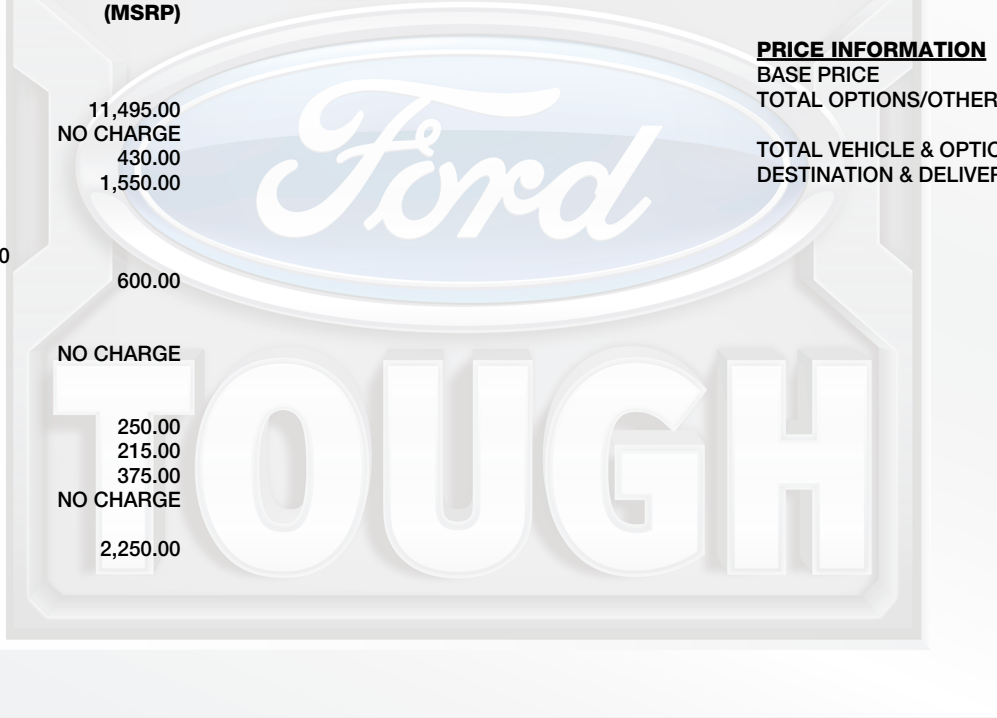 (MSRP)
11,495.00
NO CHARGE
430.00
1,550.00
0
600.00
NO CHARGE
250.00
215.00
375.00
NO CHARGE
2,250.00
PRICE INFORMATION
BASE PRICE
TOTAL OPTIONS/OTHER
TOTAL VEHICLE & OPTIO
DESTINATION & DELIVER
Ford
TOUGH